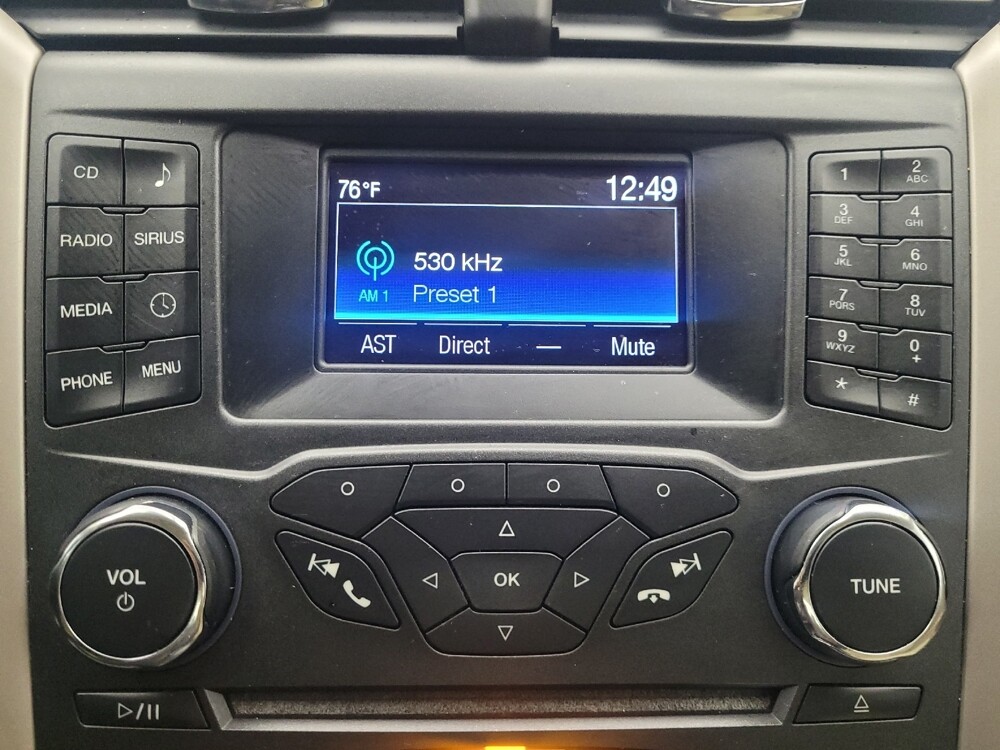 76°F 12:49
530 kHz
AM 1 Preset 1
AST Direct — Mute
CD
RADIO SIRIUS
MEDIA
PHONE MENU
1 2 ABC
3 DEF 4 GHI
5 JKL 6 MNO
7 PQRS 8 TUV
9 WXYZ 0 +
* #
VOL
OK
TUNE